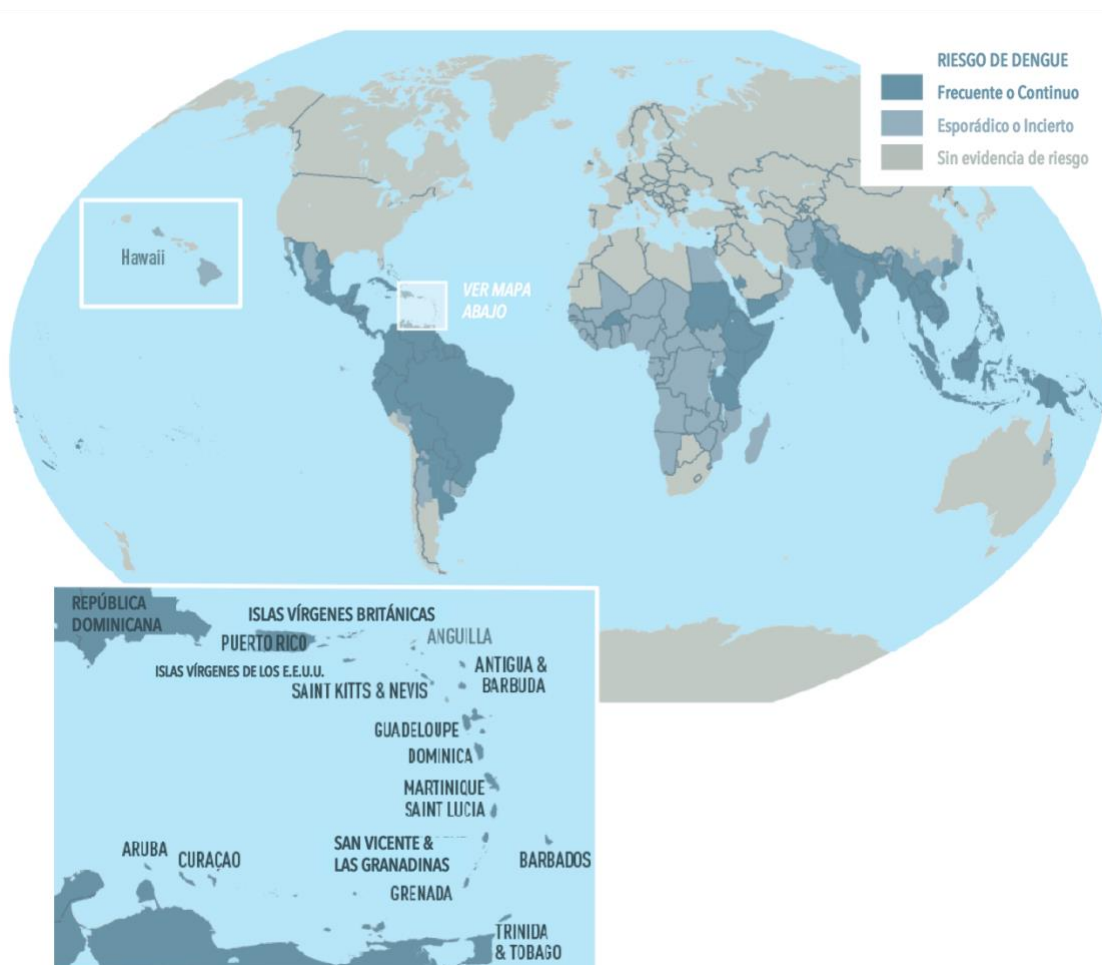 RIESGO DE DENGUE
Frecuente o Continuo
Esporádico o Incierto
Sin evidencia de riesgo
Hawaii
VER MAPA
ABAJO
REPÚBLICA
DOMINICANA
ISLAS VÍRGENES BRITÁNICAS
PUERTO RICO
ANGUILLA
ISLAS VÍRGENES DE LOS E.E.U.U.
ANTIGUA &
BARBUDA
SAINT KITTS & NEVIS
GUADELOUPE
DOMINICA
MARTINIQUE
SAINT LUCIA
SAN VICENTE &
LAS GRANADINAS
BARBADOS
ARUBA
CURAÇAO
GRENADA
TRINIDA
& TOBAGO